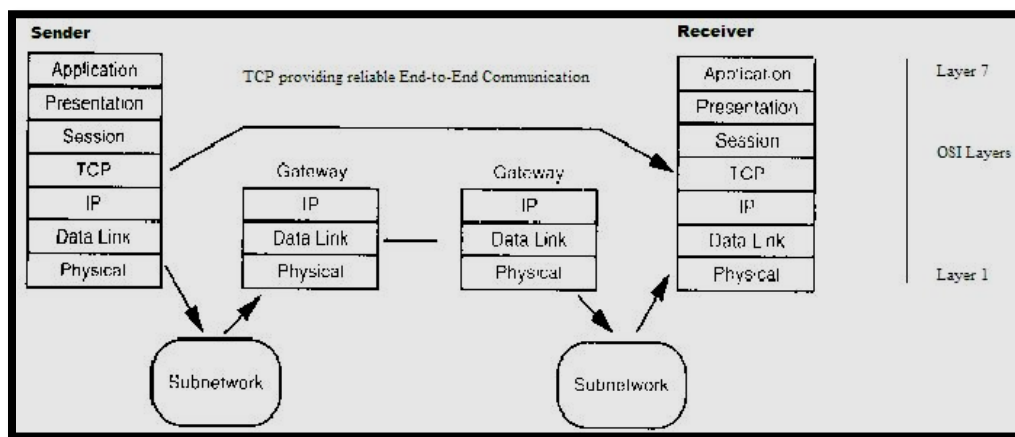 Sender
Application
Presentation
Session
TCP
IP
Data Link
Physical
TCP providing reliable End-to-End Communication
Gateway
IP
Data Link
Physical
Gateway
IP
Data Link
Physical
Receiver
Application
Presentation
Session
TCP
IP
Data Link
Physical
Layer 7
OSI Layers
Layer 1
Subnetwork
Subnetwork